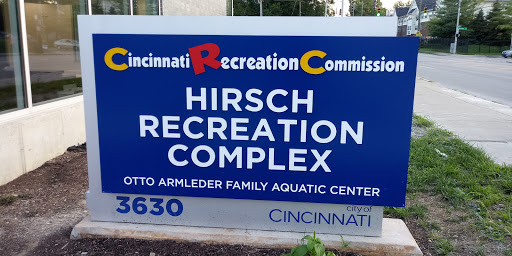 Cincinnati Recreation Commission
HIRSCH
RECREATION
COMPLEX
OTTO ARMLEDER FAMILY AQUATIC CENTER
3630
city of
CINCINNATI